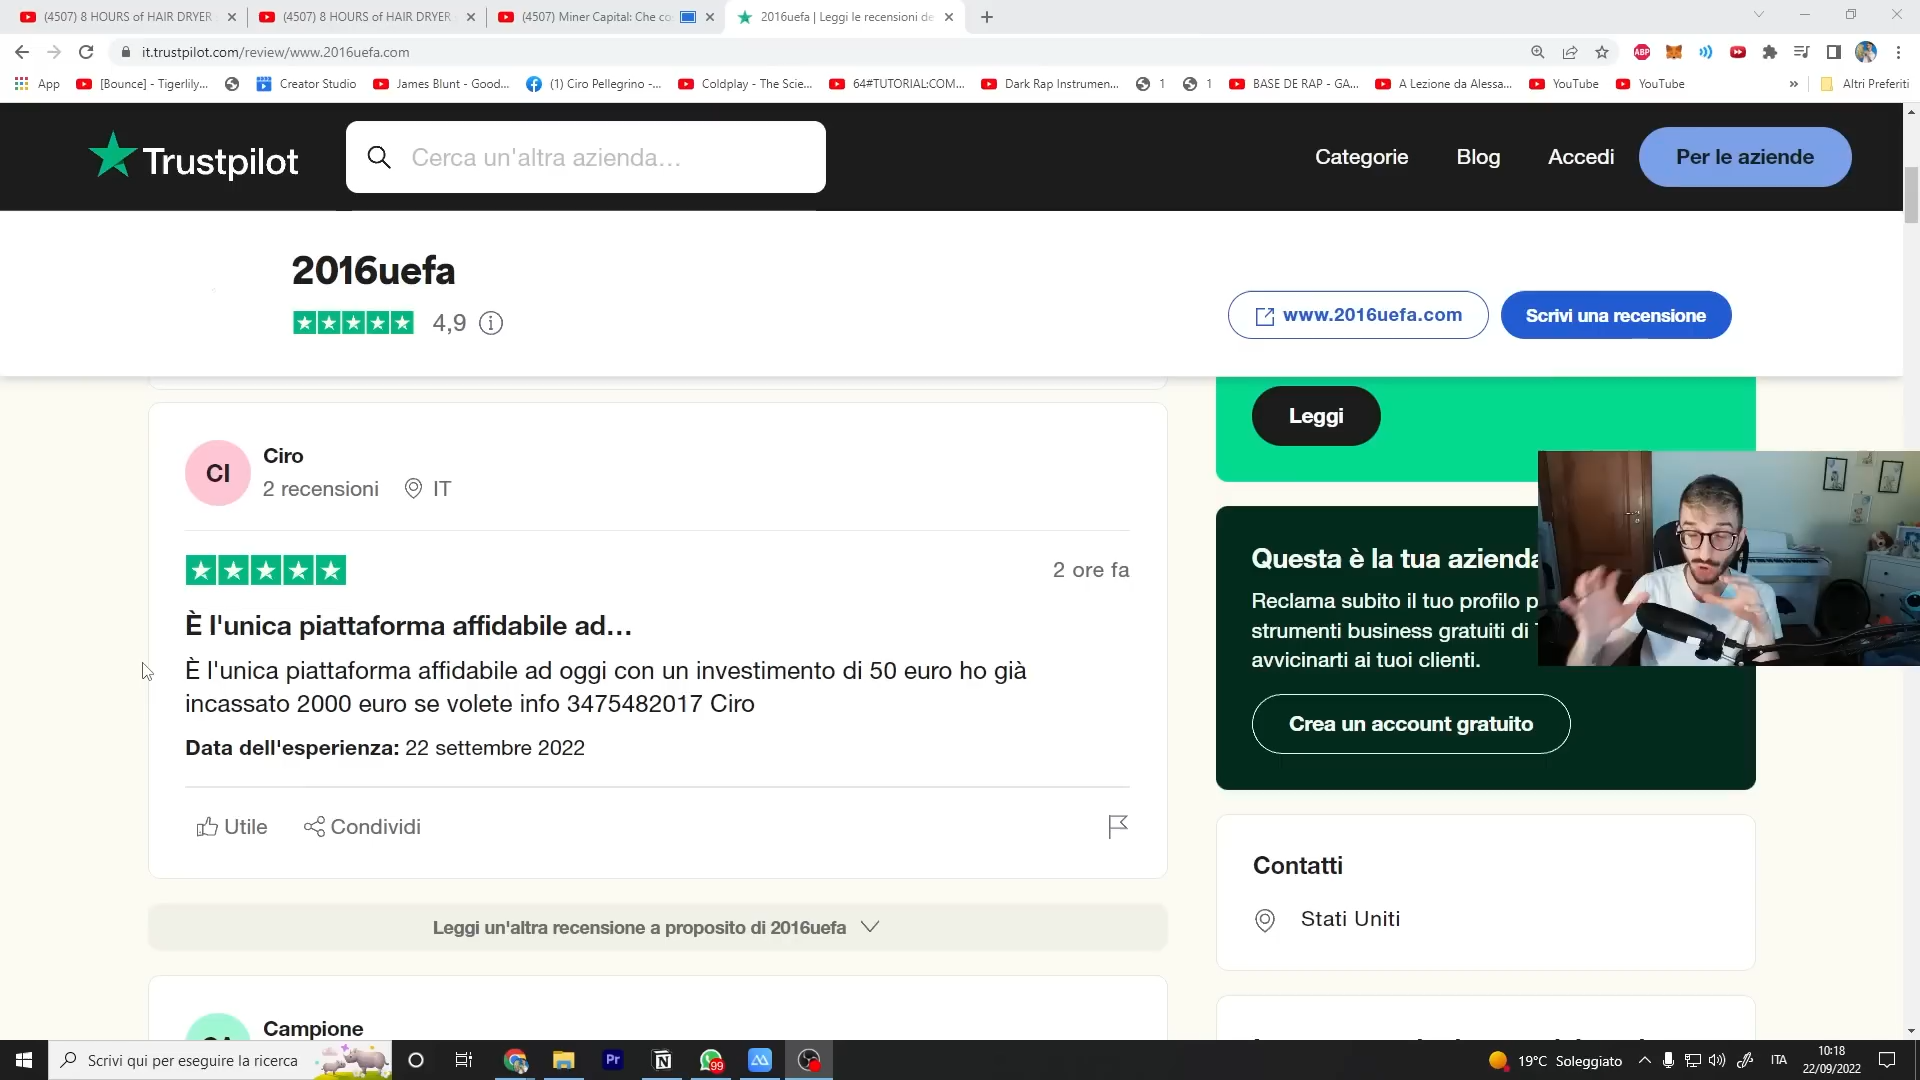 (4507) 8 HOURS of HAIR DRYER
(4507) 8 HOURS of HAIR DRYER
(4507) Miner Capital: Che co
2016uefa | Leggi le recensioni de
it.trustpilot.com/review/www.2016uefa.com
ABP
App
[Bounce] - Tigerlily...
Creator Studio
James Blunt - Good...
(1) Ciro Pellegrino -...
Coldplay - The Scie...
64#TUTORIAL:COM...
Dark Rap Instrumen...
1
1
BASE DE RAP - GA...
A Lezione da Alessa...
YouTube
YouTube
»
Altri Preferiti
Trustpilot
Cerca un'altra azienda...
Categorie
Blog
Accedi
Per le aziende
2016uefa
4,9
www.2016uefa.com
Scrivi una recensione
Leggi
CI
Ciro
2 recensioni
IT
2 ore fa
È l'unica piattaforma affidabile ad...
È l'unica piattaforma affidabile ad oggi con un investimento di 50 euro ho già
incassato 2000 euro se volete info 3475482017 Ciro
Data dell'esperienza: 22 settembre 2022
Utile
Condividi
Questa è la tua azienda
Reclama subito il tuo profilo p
strumenti business gratuiti di
avvicinarti ai tuoi clienti.
Crea un account gratuito
Contatti
Stati Uniti
Leggi un'altra recensione a proposito di 2016uefa
Campione
Scrivi qui per eseguire la ricerca
Pr
99
19°C Soleggiato
ITA
10:18
22/09/2022